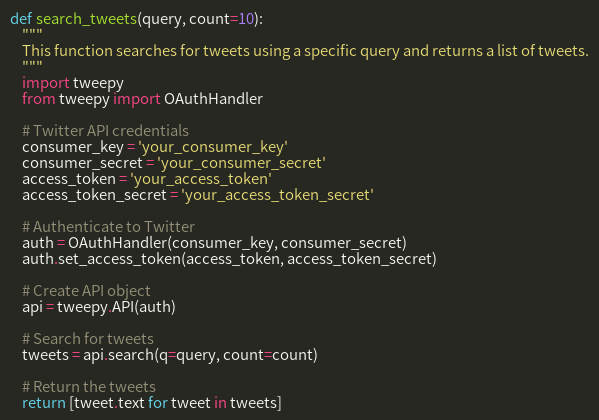 def search_tweets(query, count=10):
    """
    This function searches for tweets using a specific query and returns a list of tweets.
    """
    import tweepy
    from tweepy import OAuthHandler

    # Twitter API credentials
    consumer_key = 'your_consumer_key'
    consumer_secret = 'your_consumer_secret'
    access_token = 'your_access_token'
    access_token_secret = 'your_access_token_secret'

    # Authenticate to Twitter
    auth = OAuthHandler(consumer_key, consumer_secret)
    auth.set_access_token(access_token, access_token_secret)

    # Create API object
    api = tweepy.API(auth)

    # Search for tweets
    tweets = api.search(q=query, count=count)

    # Return the tweets
    return [tweet.text for tweet in tweets]